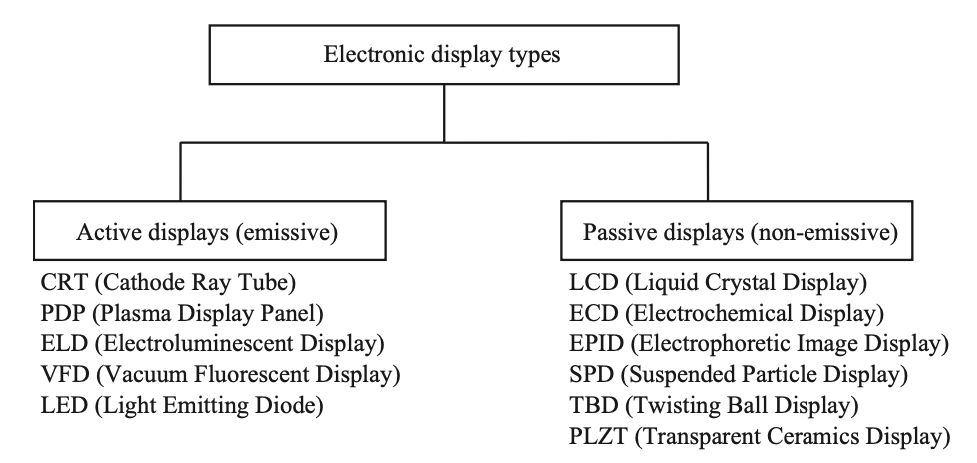 Electronic display types
Active displays (emissive)
CRT (Cathode Ray Tube)
PDP (Plasma Display Panel)
ELD (Electroluminescent Display)
VFD (Vacuum Fluorescent Display)
LED (Light Emitting Diode)
Passive displays (non-emissive)
LCD (Liquid Crystal Display)
ECD (Electrochemical Display)
EPID (Electrophoretic Image Display)
SPD (Suspended Particle Display)
TBD (Twisting Ball Display)
PLZT (Transparent Ceramics Display)